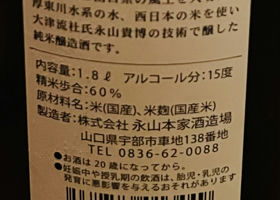 厚東川水系の水、西日本の米を使い
大津流杜氏永山貴博の技術で醸した
純米醸造酒です。
内容量:1.8ℓ アルコール分:15度
精米歩合:60%
原材料名:米(国産)、米麹(国産米)
製造者:株式会社 永山本家酒造場
山口県宇部市車地138番地
TEL 0836-62-0088
●お酒は20歳になってから。
●妊娠中や授乳期の飲酒は、胎児・乳児の
発育に悪影響を与えるおそれがあります